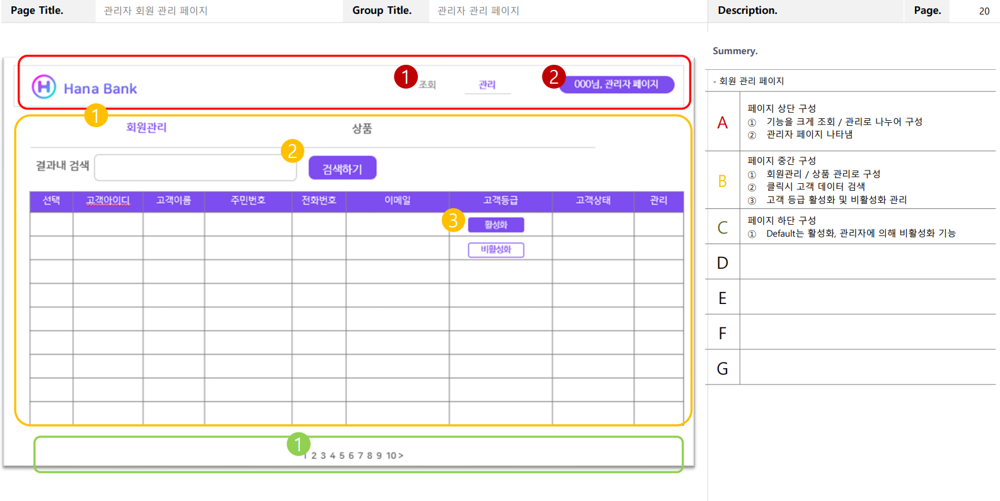 Page Title. 관리자 회원 관리 페이지 Group Title. 관리자 관리 페이지 Description. Page. 20
Summery.
- 회원 관리 페이지
A
페이지 상단 구성
① 기능을 크게 조회 / 관리로 나누어 구성
② 관리자 페이지 나타냄
B
페이지 중간 구성
① 회원관리 / 상품 관리로 구성
② 클릭시 고객 데이터 검색
③ 고객 등급 활성화 및 비활성화 관리
C
페이지 하단 구성
① Default는 활성화, 관리자에 의해 비활성화 기능
D
E
F
G
Hana Bank
1 조회 관리 2 000님, 관리자 페이지
1 회원관리 상품
결과내 검색 2 검색하기
선택 고객아이디 고객이름 주민번호 전화번호 이메일 고객등급 고객상태 관리
3 활성화
비활성화
1
1 2 3 4 5 6 7 8 9 10 >